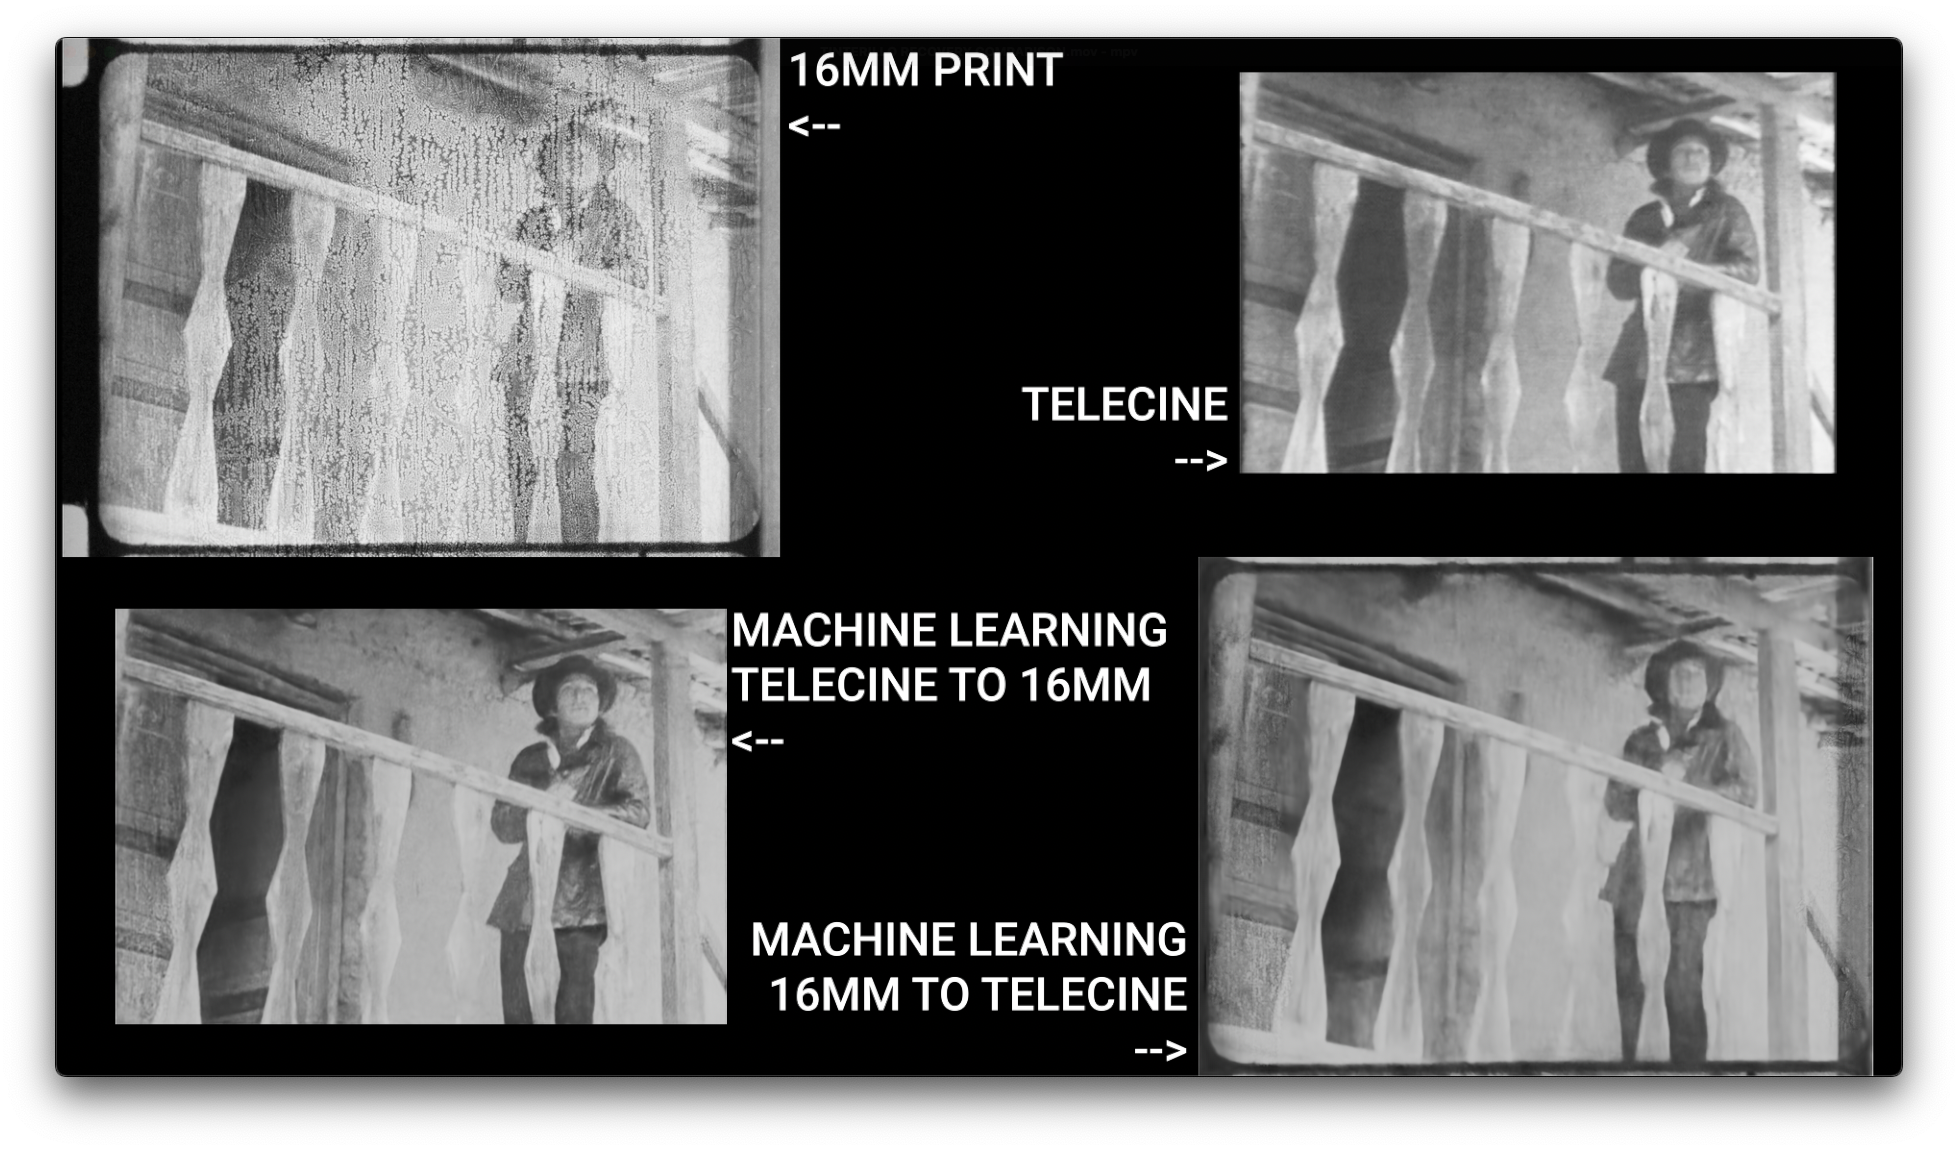 16MM PRINT
<--
TELECINE
-->
MACHINE LEARNING
TELECINE TO 16MM
<--
MACHINE LEARNING
16MM TO TELECINE
-->